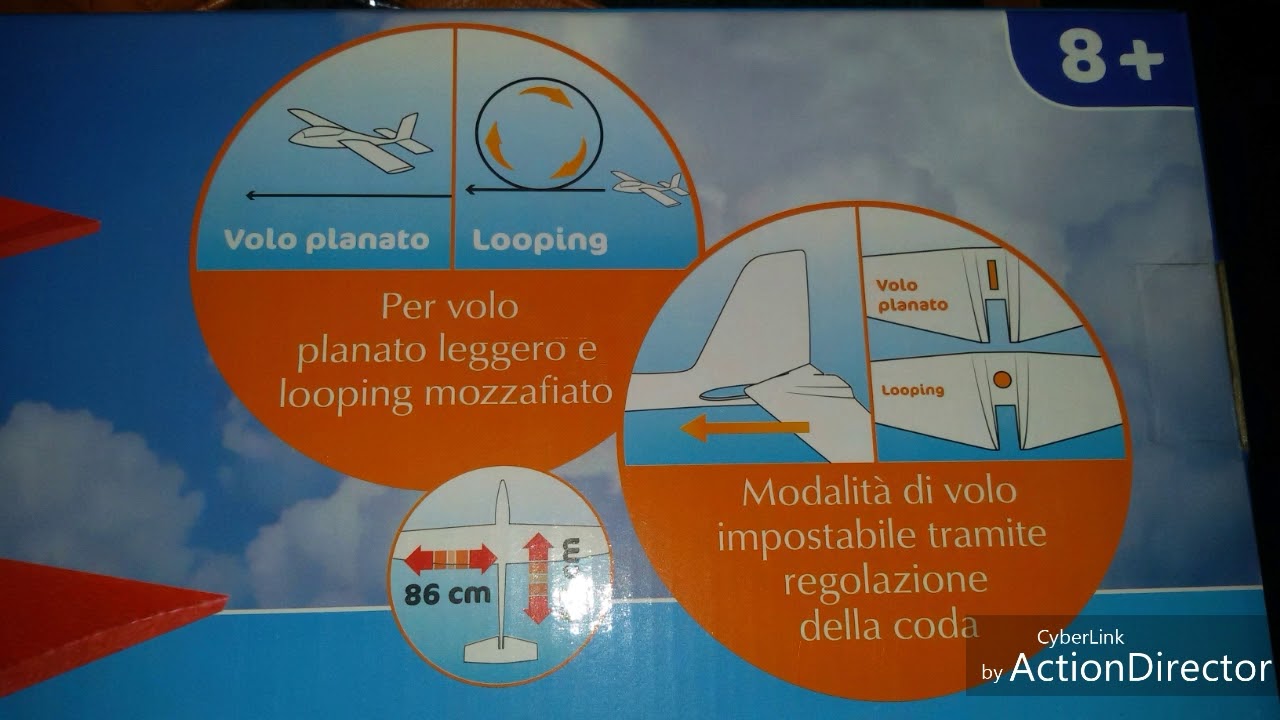 8+
Volo planato
Looping
Per volo
planato leggero e
looping mozzafiato
Volo
planato
Looping
86 cm
cm
Modalità di volo
impostabile tramite
regolazione
della coda
CyberLink
by ActionDirector